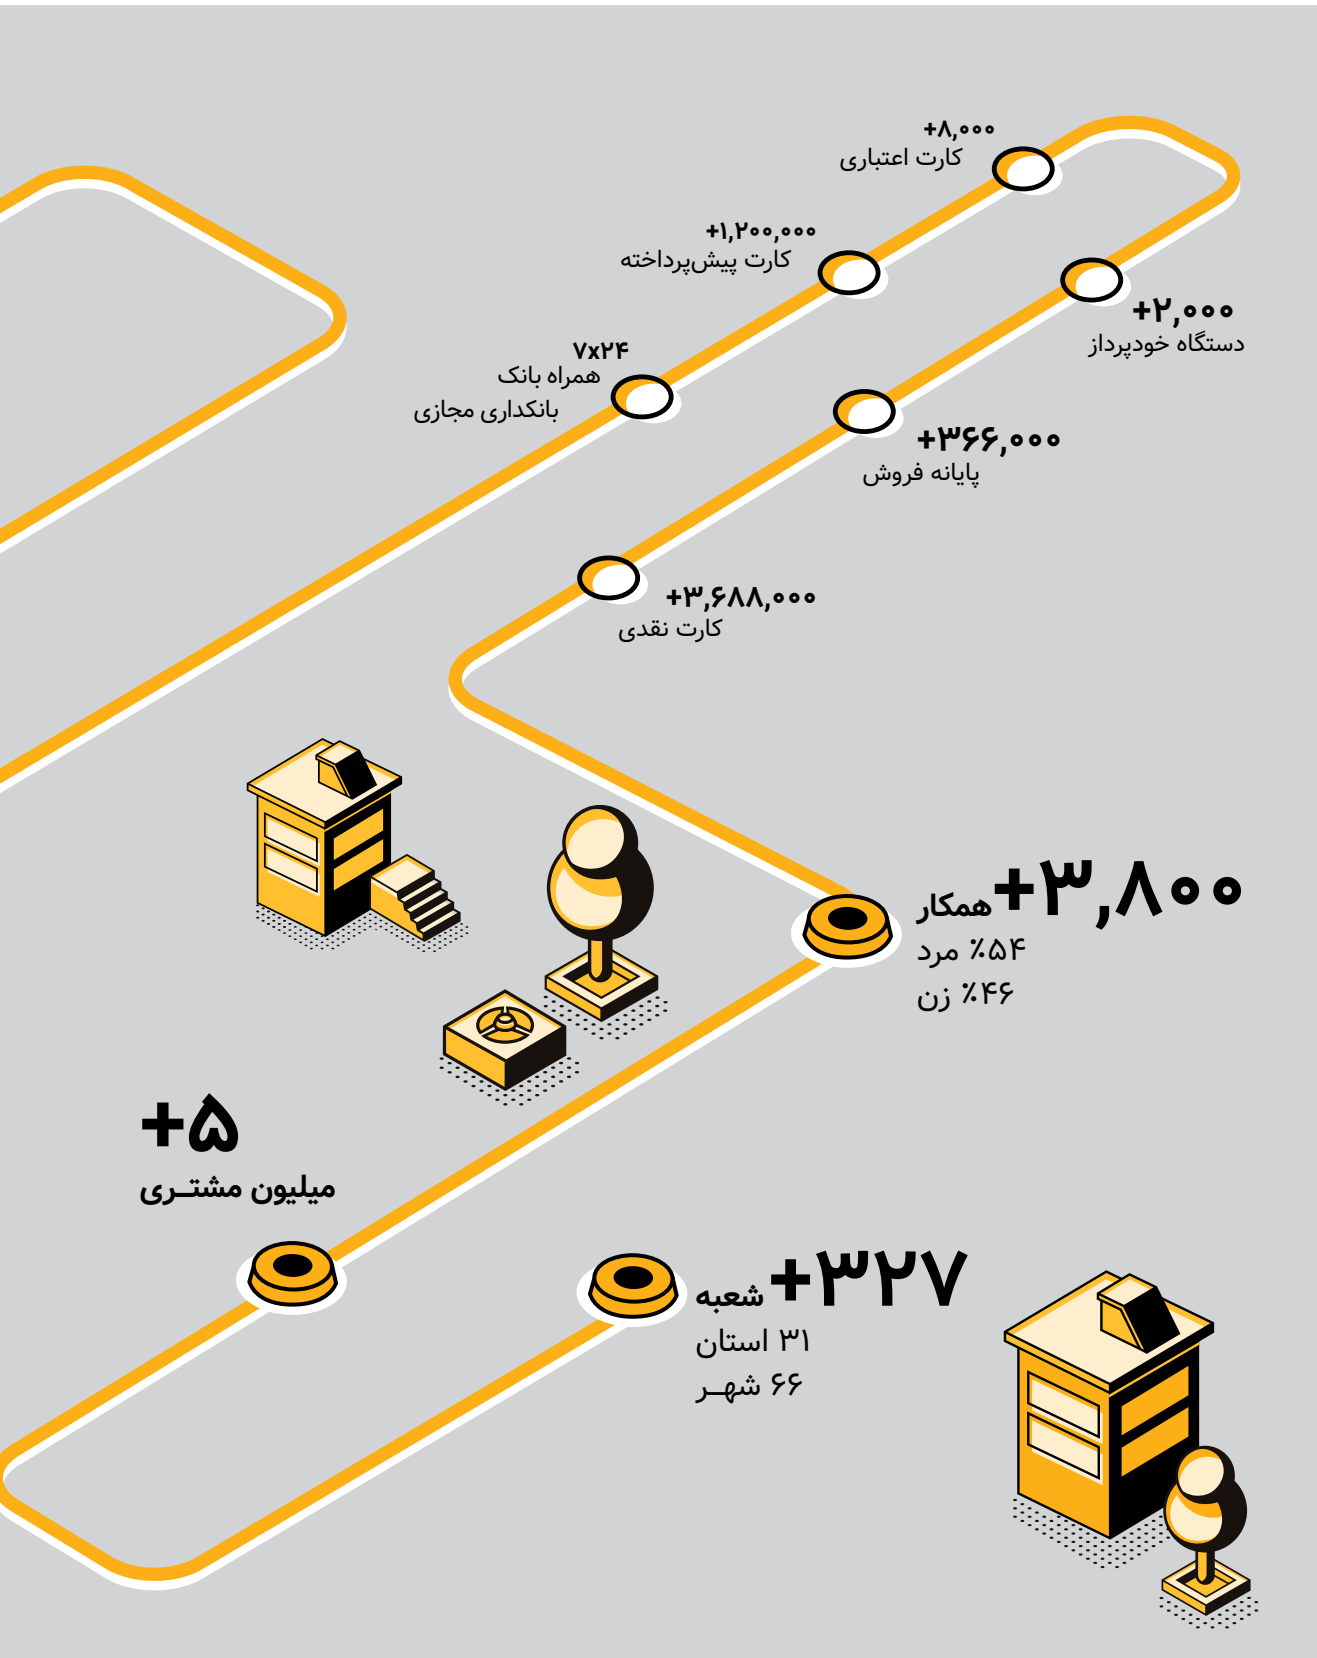 +۸,۰۰۰
کارت اعتباری
+۱,۲۰۰,۰۰۰
کارت پیش‌پرداخته
+۲,۰۰۰
دستگاه خودپرداز
۷x۲۴
همراه بانک
بانکداری مجازی
+۳۶۶,۰۰۰
پایانه فروش
+۳,۶۸۸,۰۰۰
کارت نقدی
+۳,۸۰۰ همکار
۵۴٪ مرد
۴۶٪ زن
+۵
میلیون مشتـری
+۳۲۷ شعبه
۳۱ استان
۶۶ شهـر